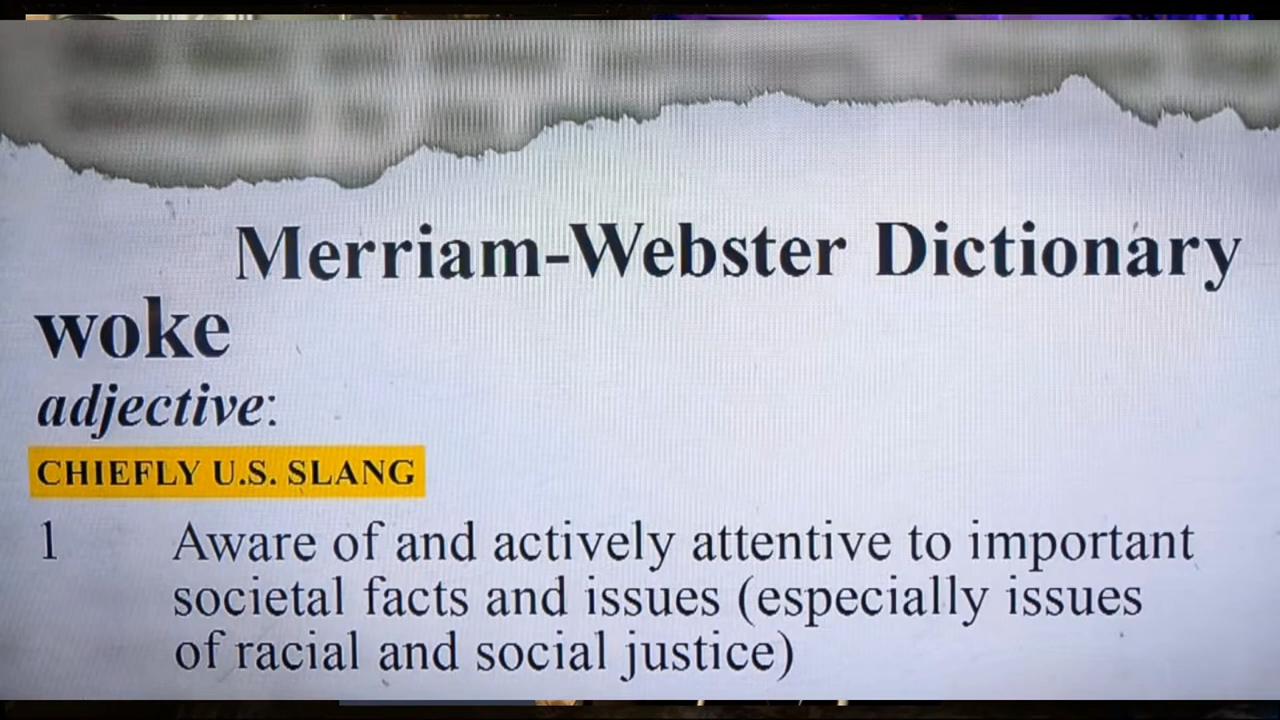 Merriam-Webster Dictionary
woke
adjective:
CHIEFLY U.S. SLANG
1 Aware of and actively attentive to important
societal facts and issues (especially issues
of racial and social justice)